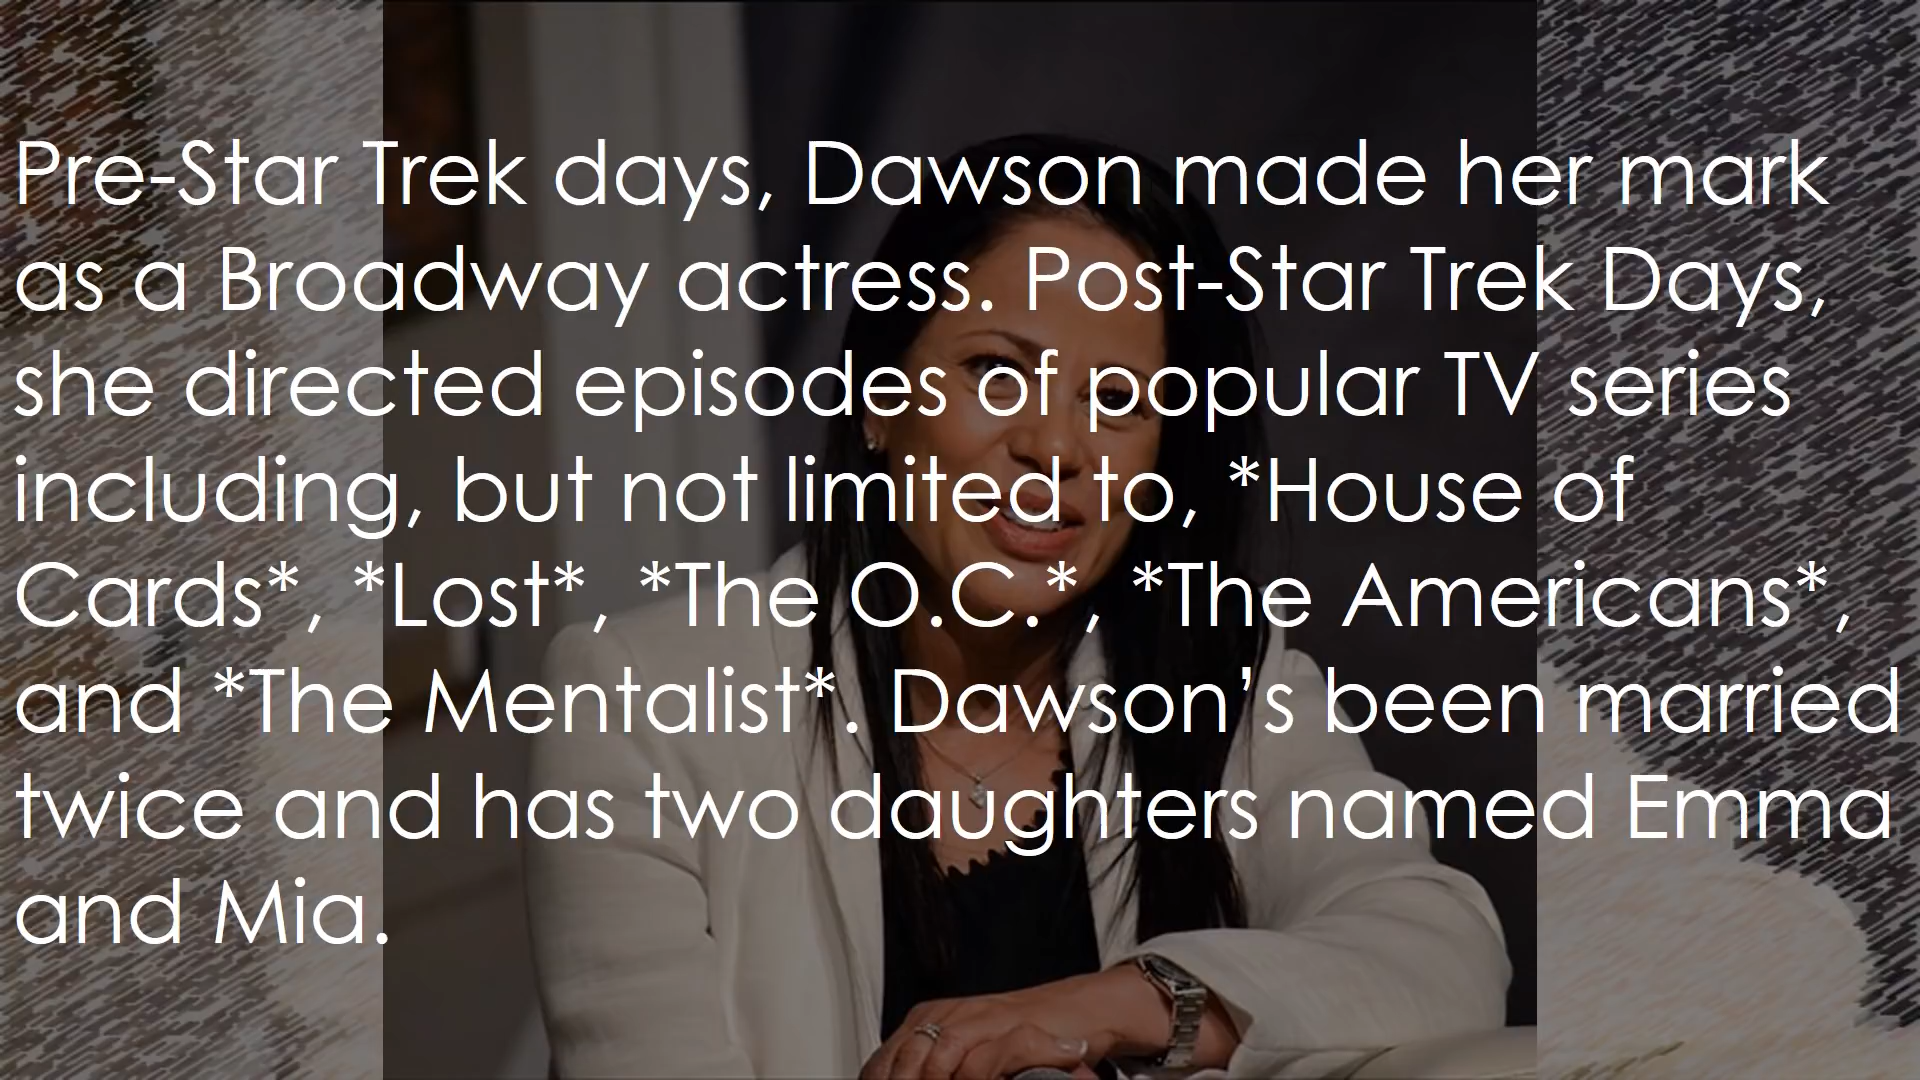 Pre-Star Trek days, Dawson made her mark
as a Broadway actress. Post-Star Trek Days,
she directed episodes of popular TV series
including, but not limited to, *House of
Cards*, *Lost*, *The O.C.*, *The Americans*,
and *The Mentalist*. Dawson’s been married
twice and has two daughters named Emma
and Mia.